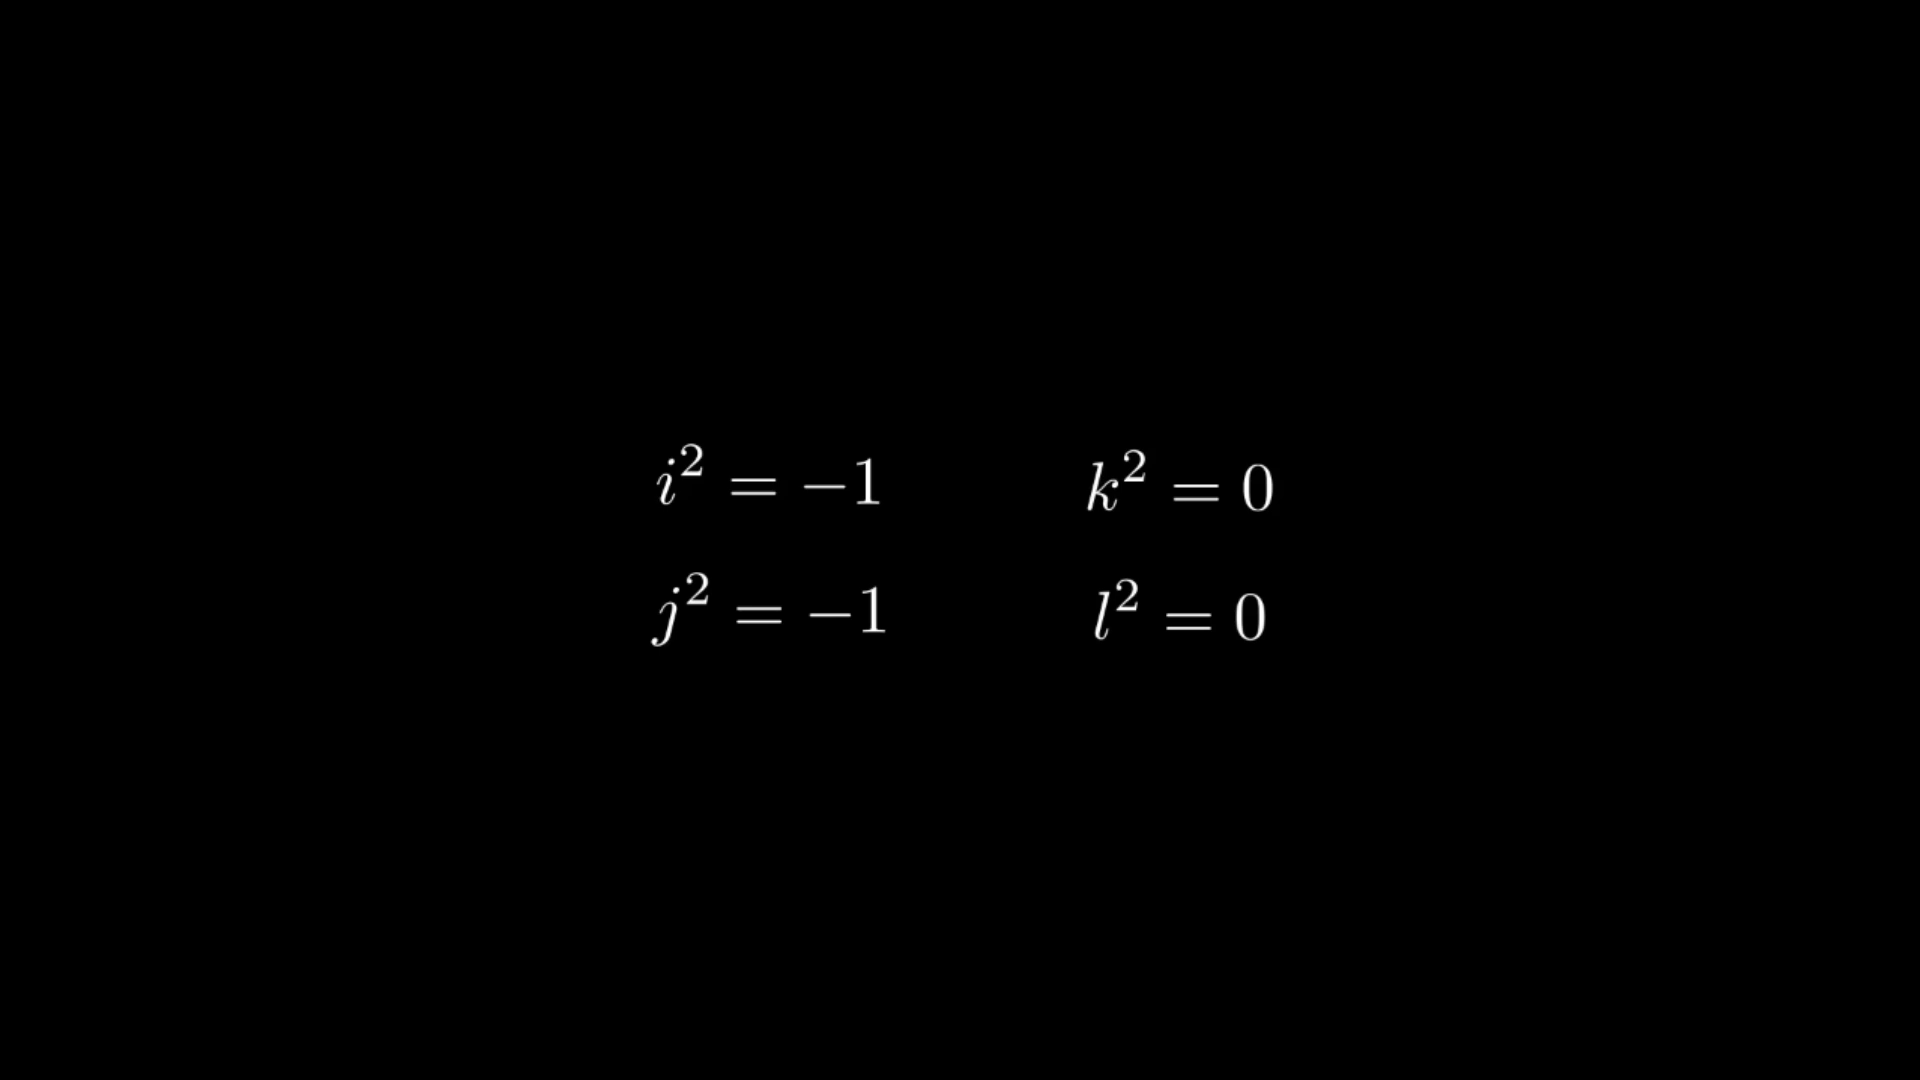 i² = −1
k² = 0
j² = −1
l² = 0